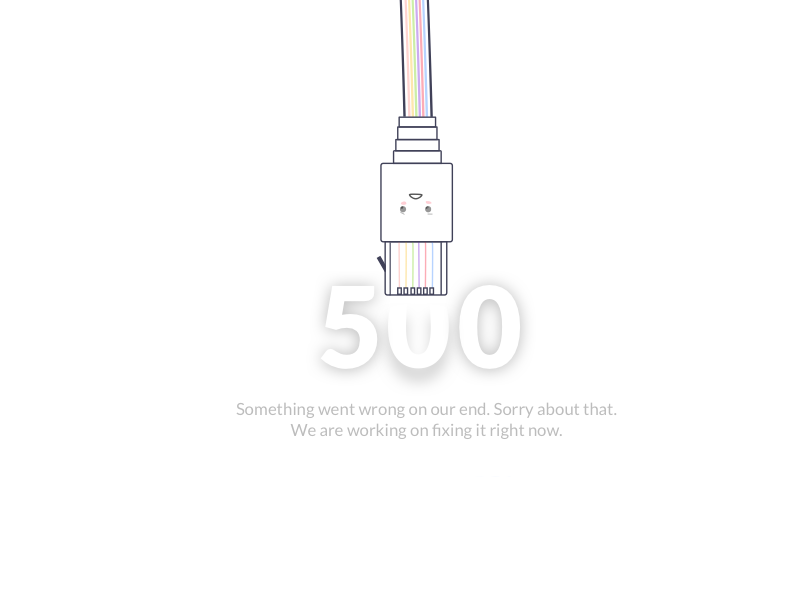 500
Something went wrong on our end. Sorry about that.
We are working on fixing it right now.